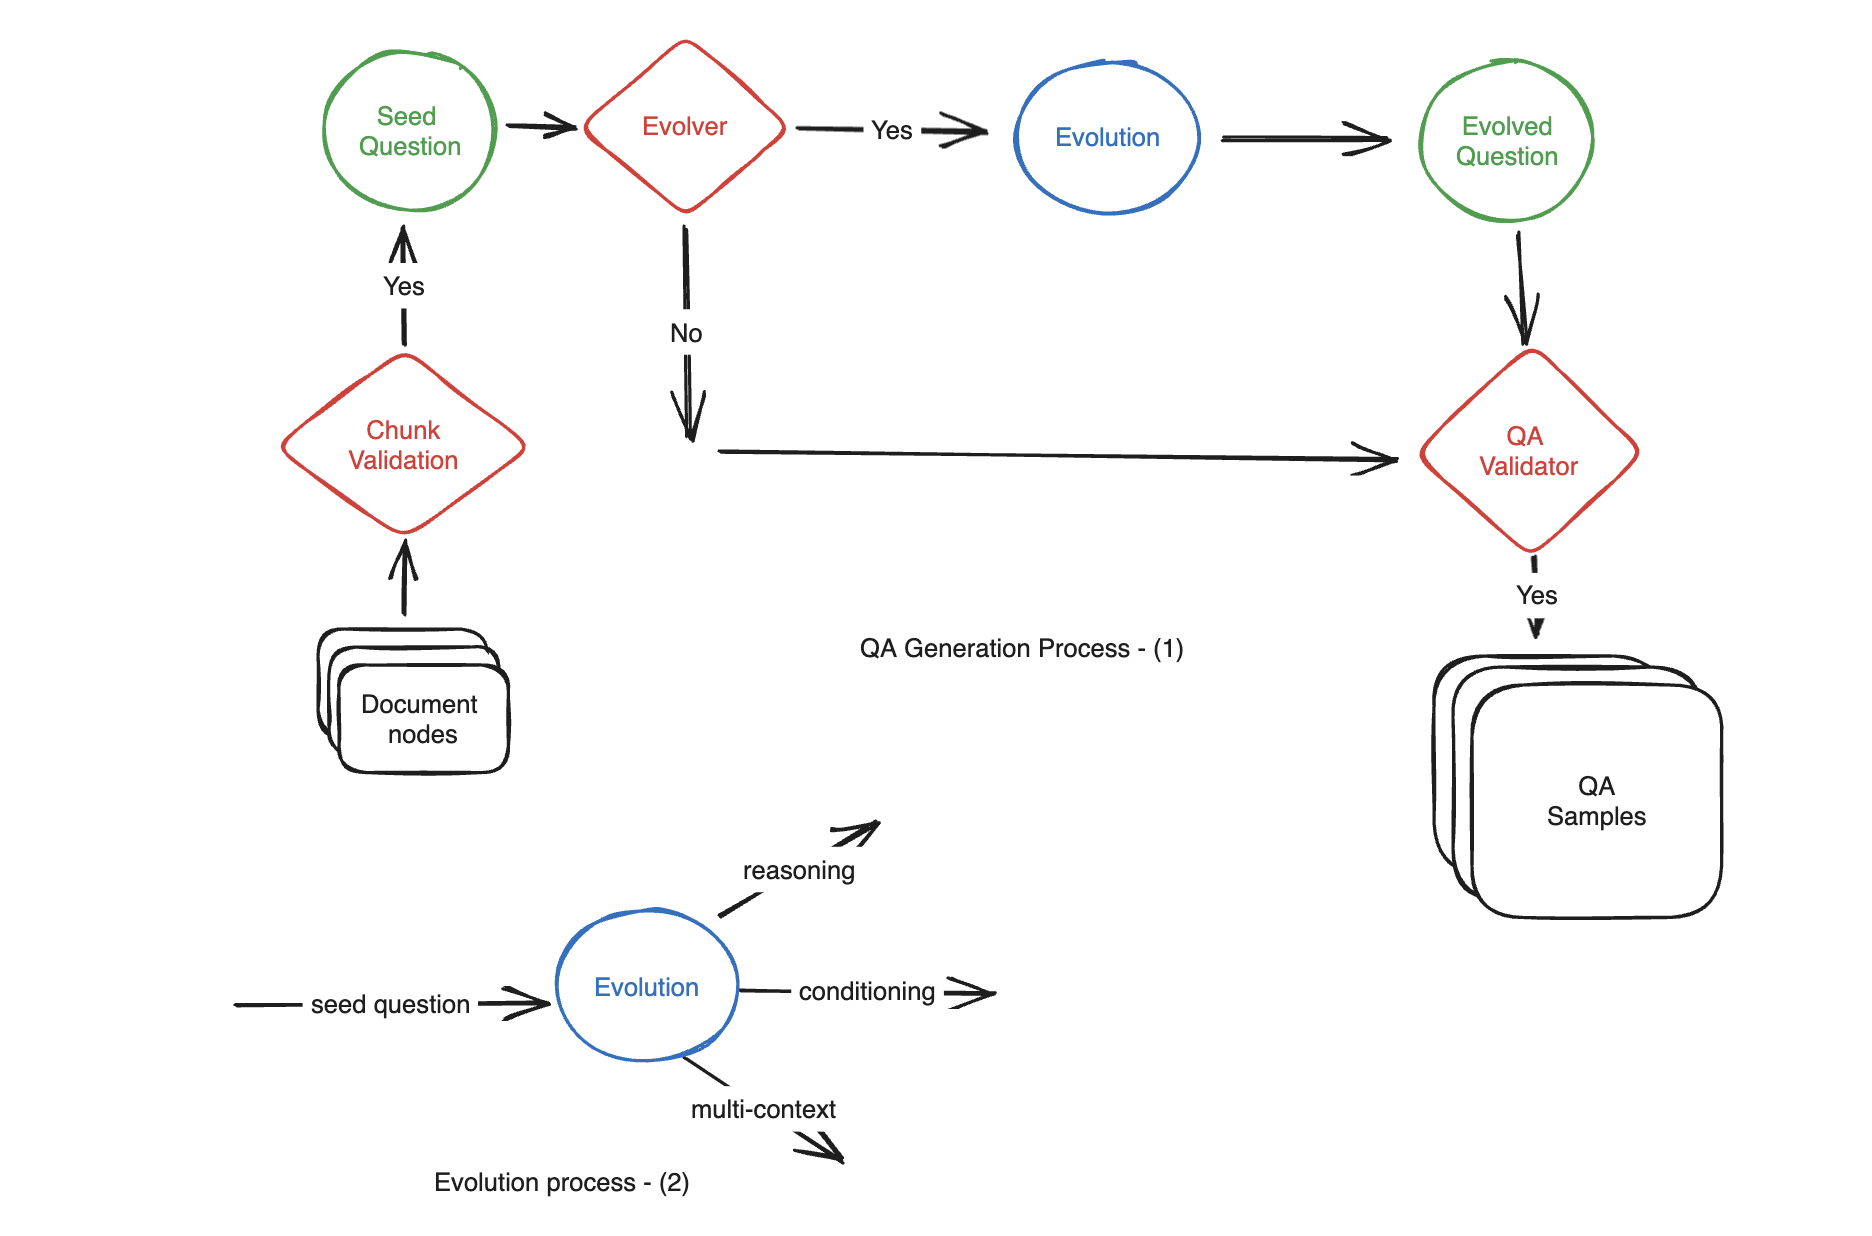 Seed
Question
Evolver
Yes
Evolution
Evolved
Question
Yes
No
Chunk
Validation
QA
Validator
Yes
QA Generation Process - (1)
Document
nodes
QA
Samples
reasoning
seed question
Evolution
conditioning
multi-context
Evolution process - (2)